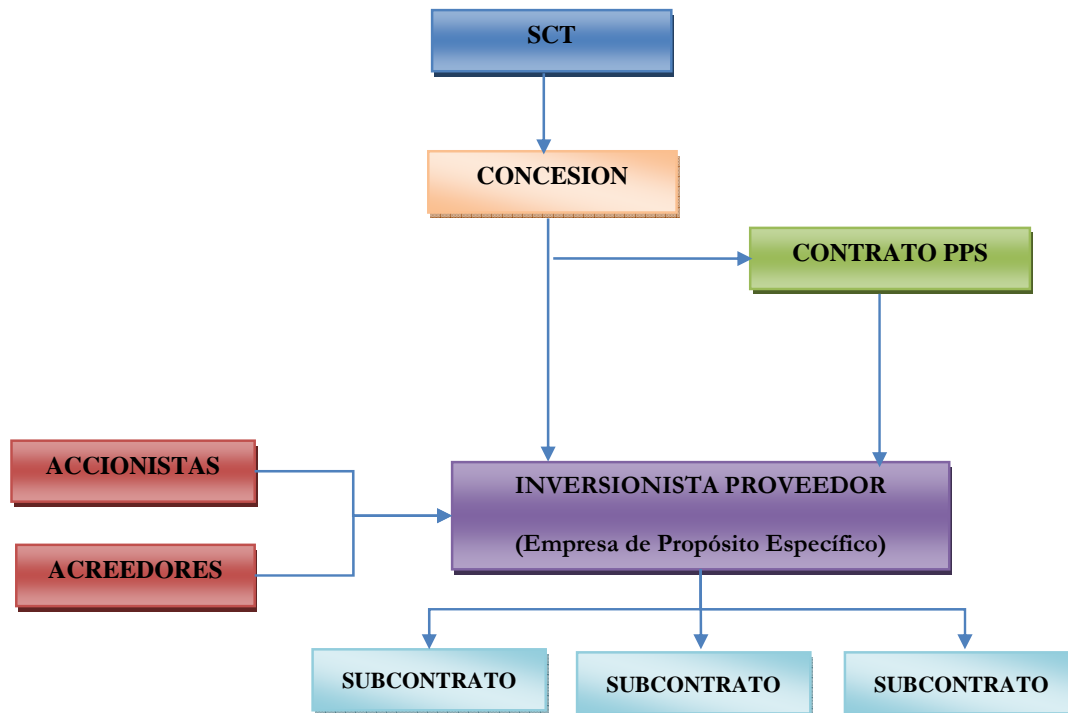 SCT
CONCESION
CONTRATO PPS
ACCIONISTAS
INVERSIONISTA PROVEEDOR
(Empresa de Propósito Específico)
ACREEDORES
SUBCONTRATO
SUBCONTRATO
SUBCONTRATO